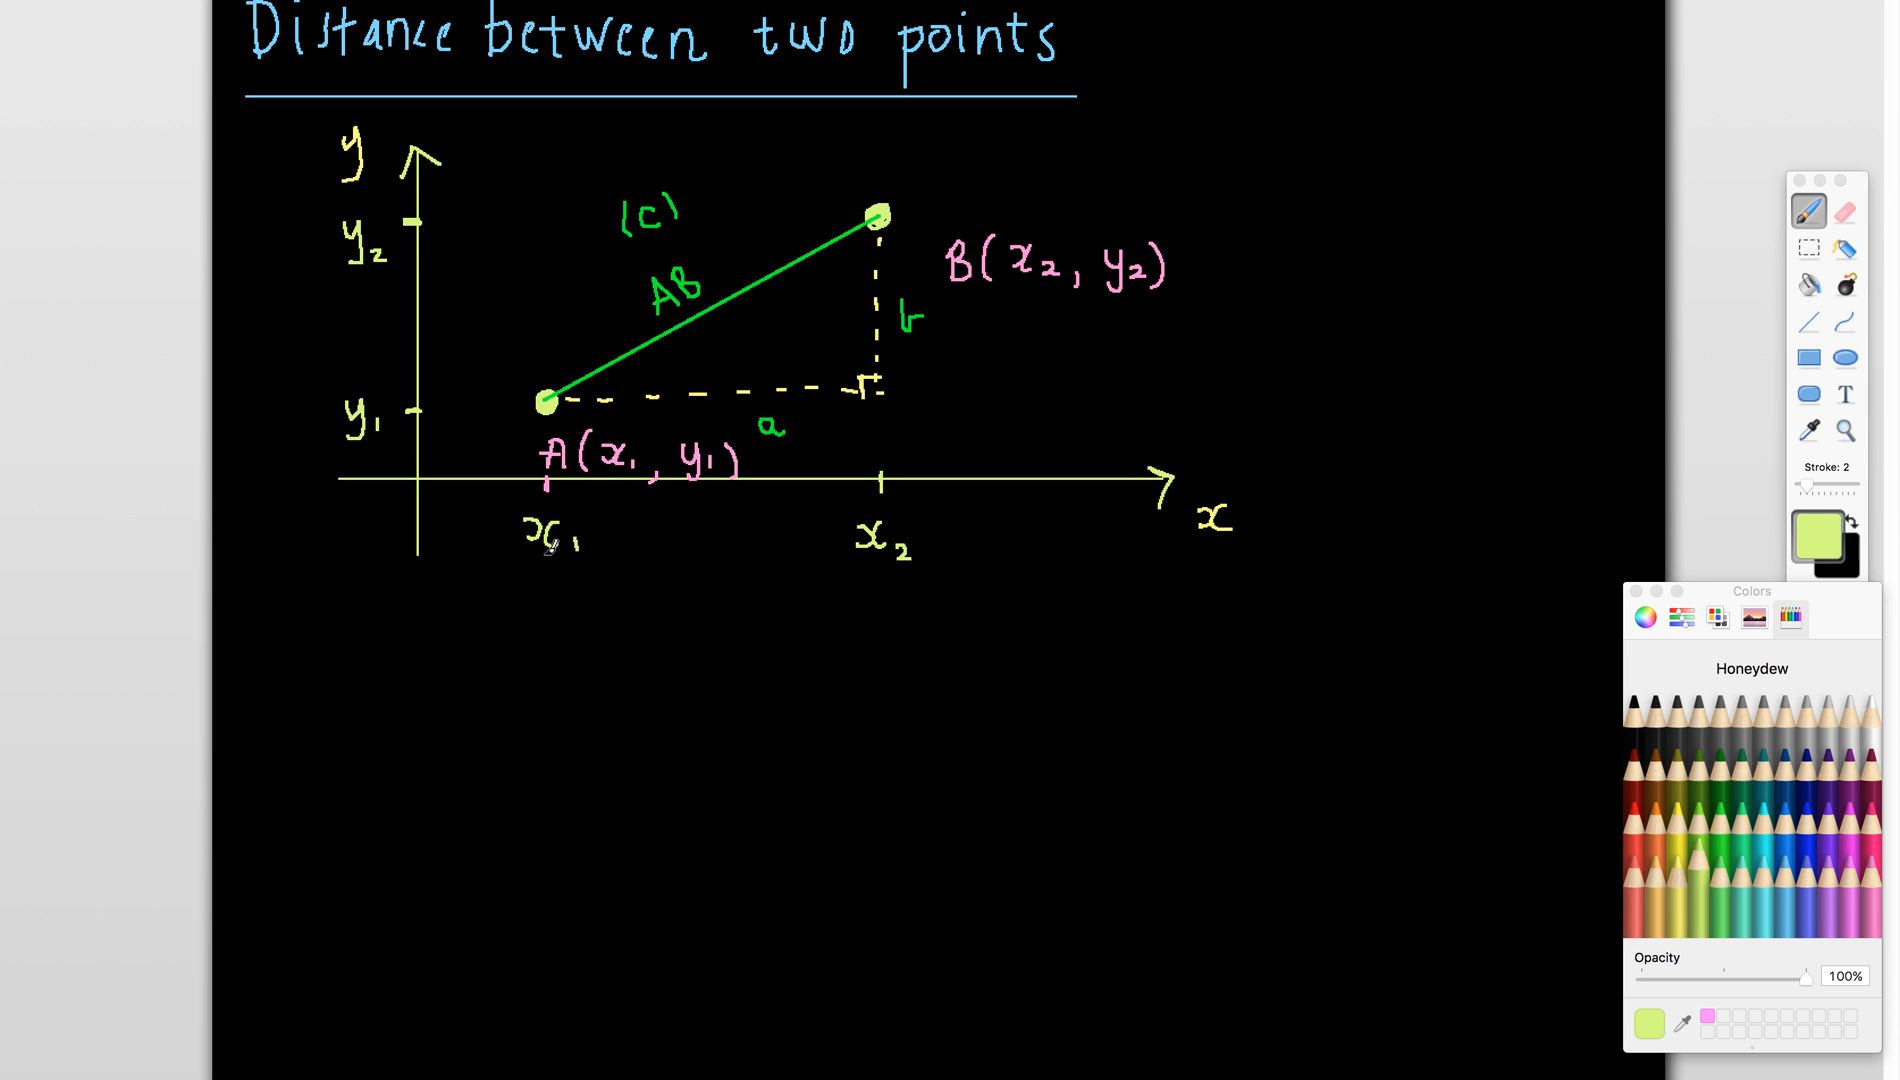 Distance between two points
y
y2
(c)
AB
B(x2, y2)
b
y1
a
A(x1, y1)
x1
x2
x
Stroke: 2
T
Colors
Honeydew
Opacity
100%